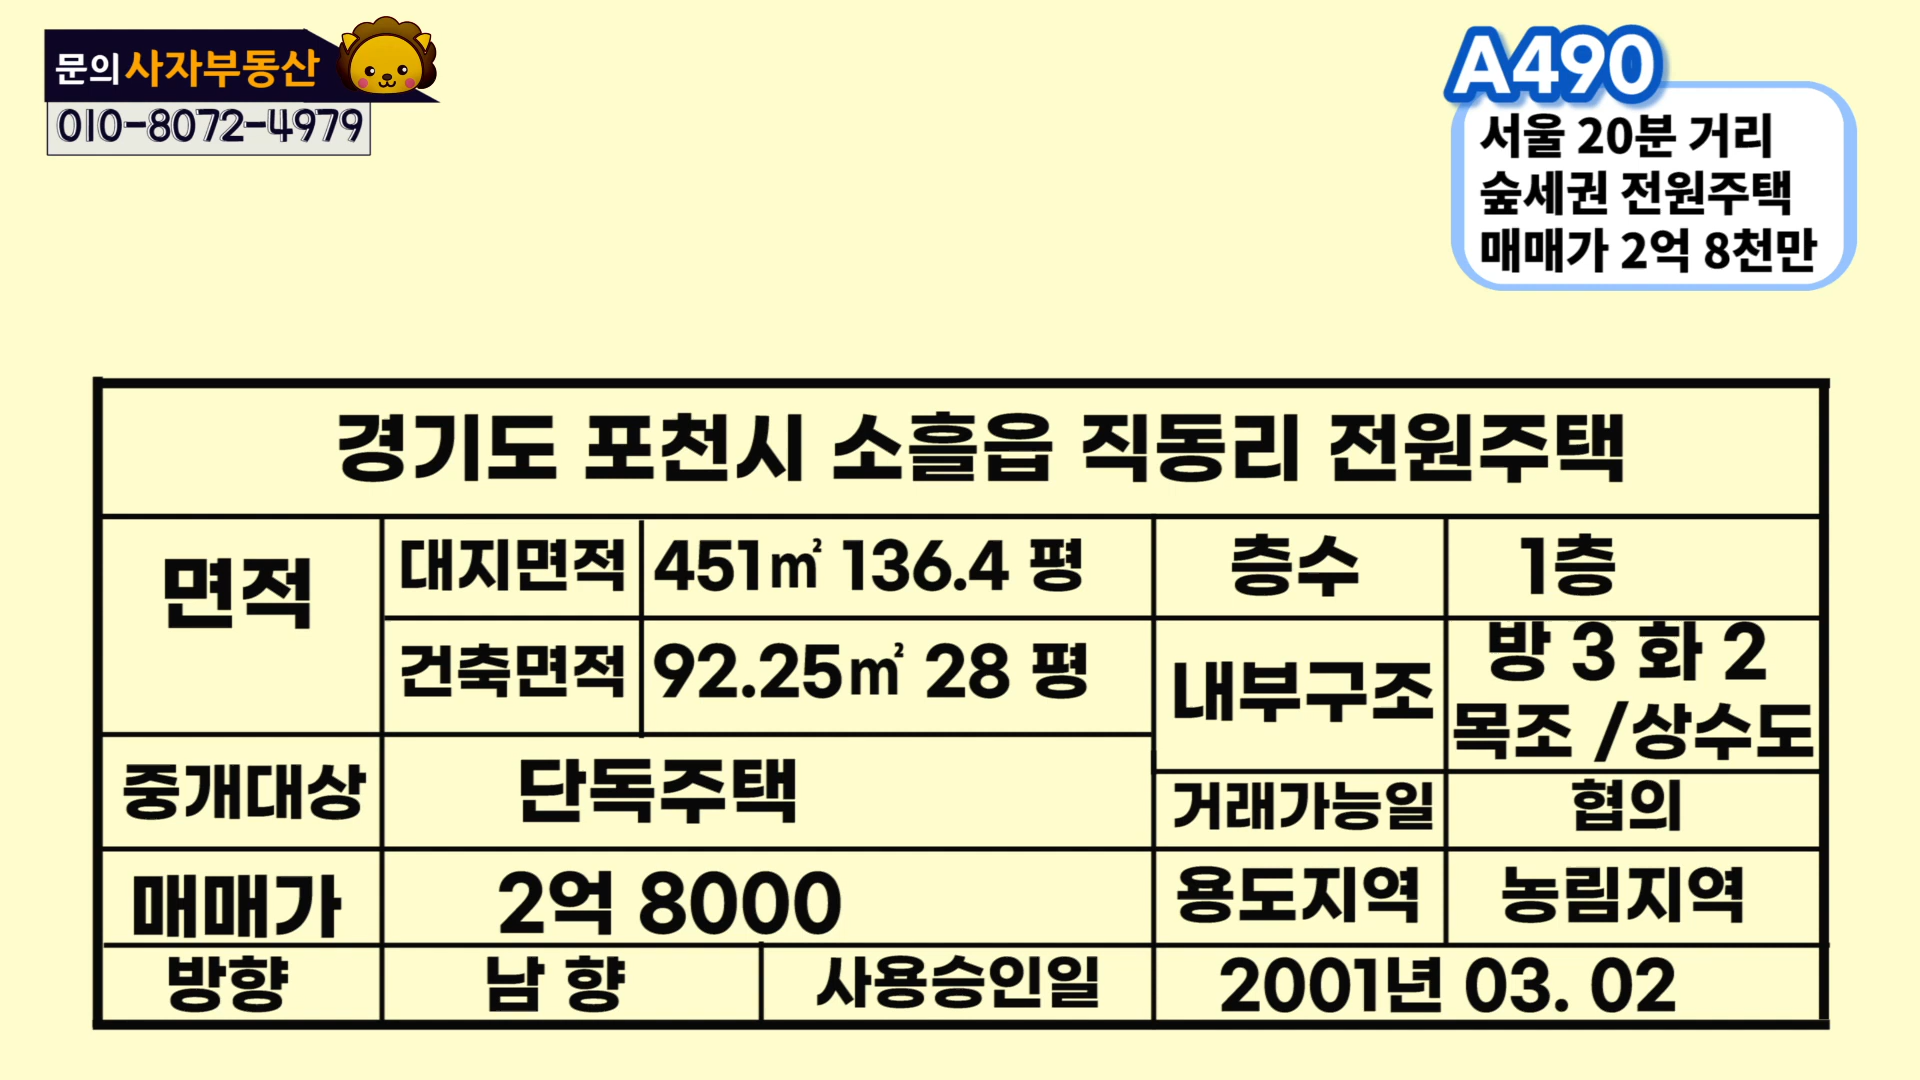 문의 사자부동산
010-8072-4979
A490
서울 20분 거리
숲세권 전원주택
매매가 2억 8천만
경기도 포천시 소흘읍 직동리 전원주택
면적
대지면적 451㎡ 136.4 평
건축면적 92.25㎡ 28 평
층수 1층
내부구조 방 3 화 2
목조 /상수도
중개대상 단독주택
거래가능일 협의
매매가 2억 8000
용도지역 농림지역
방향 남 향 사용승인일 2001년 03. 02